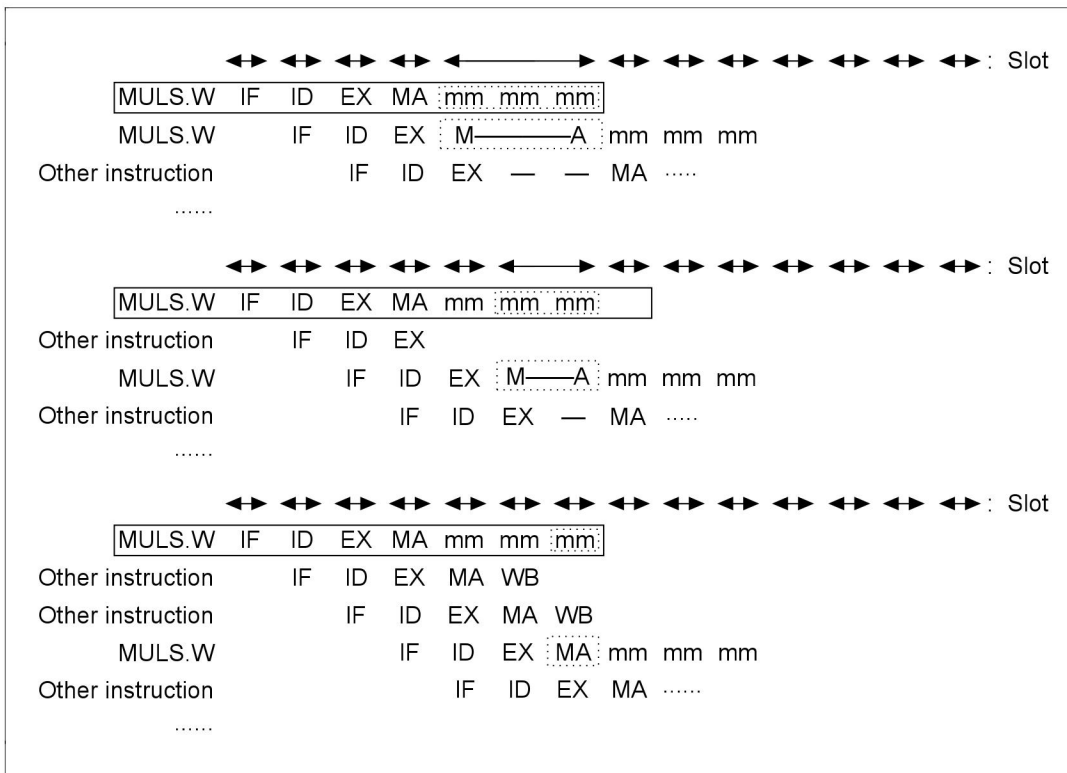 : Slot
MULS.W IF ID EX MA mm mm mm
MULS.W IF ID EX M——A mm mm mm
Other instruction IF ID EX — — MA .....
......
: Slot
MULS.W IF ID EX MA mm mm mm
Other instruction IF ID EX
MULS.W IF ID EX M——A mm mm mm
Other instruction IF ID EX — MA .....
......
: Slot
MULS.W IF ID EX MA mm mm mm
Other instruction IF ID EX MA WB
Other instruction IF ID EX MA WB
MULS.W IF ID EX MA mm mm mm
Other instruction IF ID EX MA ......
......